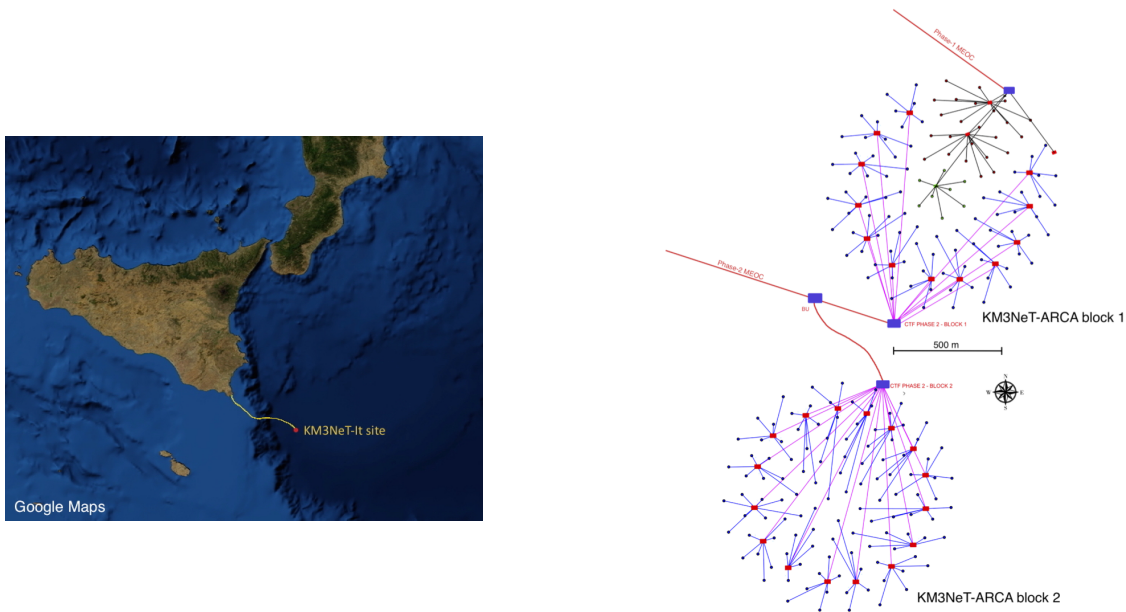 KM3NeT-It site
Google Maps
Phase-1 MEOC
Phase-2 MEOC
BU
CTF PHASE 2 - BLOCK 1
KM3NeT-ARCA block 1
500 m
N
W
E
S
CTF PHASE 2 - BLOCK 2
KM3NeT-ARCA block 2